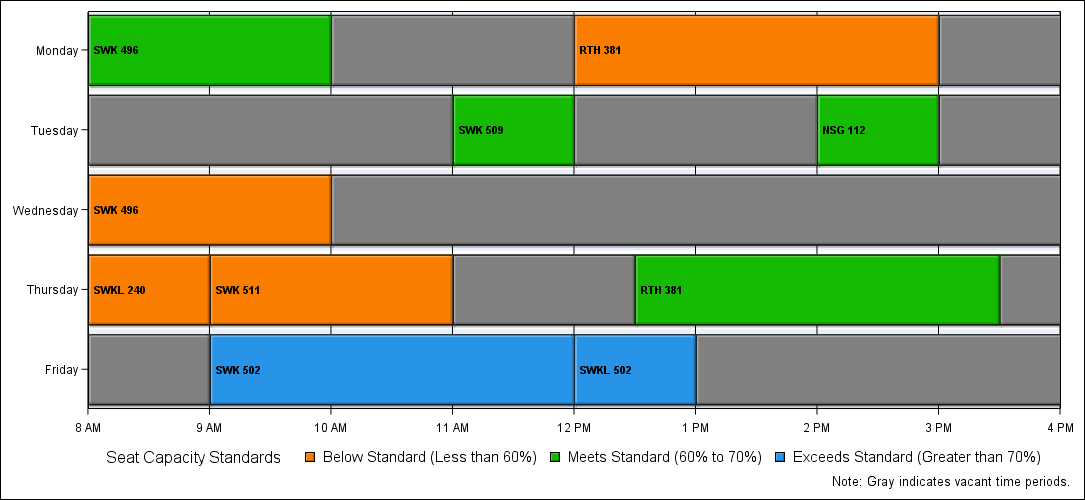 Monday
SWK 496
RTH 381
Tuesday
SWK 509
NSG 112
Wednesday
SWK 496
Thursday
SWKL 240
SWK 511
RTH 381
Friday
SWK 502
SWKL 502
8 AM 9 AM 10 AM 11 AM 12 PM 1 PM 2 PM 3 PM 4 PM
Seat Capacity Standards Below Standard (Less than 60%) Meets Standard (60% to 70%) Exceeds Standard (Greater than 70%)
Note: Gray indicates vacant time periods.